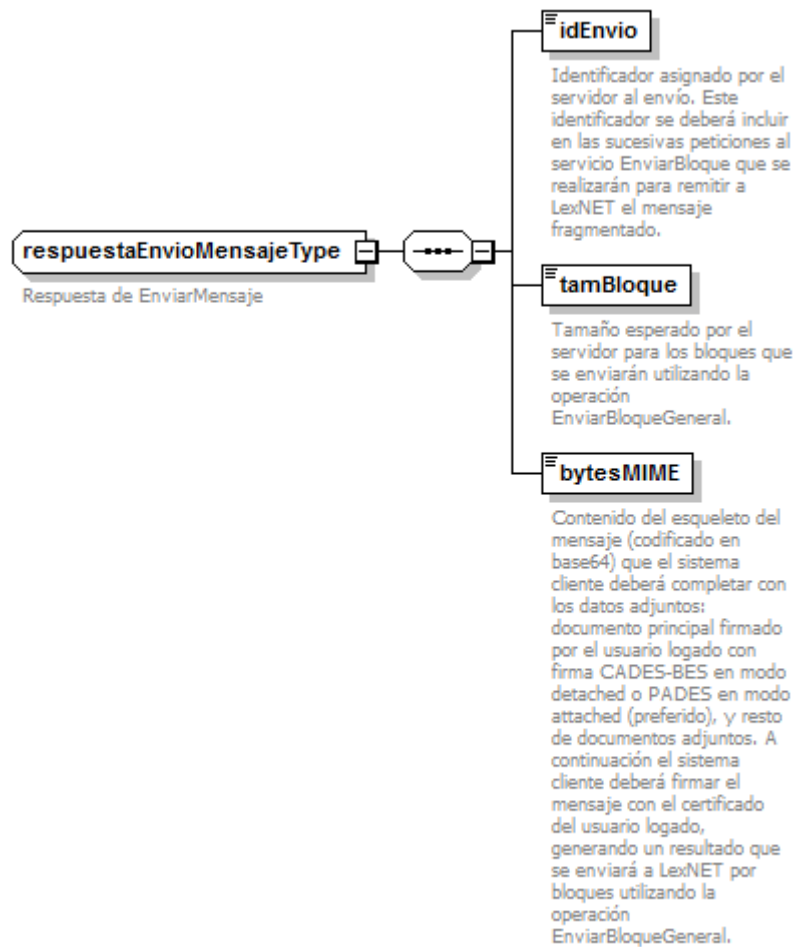 respuestaEnvioMensajeType
Respuesta de EnviarMensaje
idEnvio
Identificador asignado por el
servidor al envío. Este
identificador se deberá incluir
en las sucesivas peticiones al
servicio EnviarBloque que se
realizarán para remitir a
LexNET el mensaje
fragmentado.
tamBloque
Tamaño esperado por el
servidor para los bloques que
se enviarán utilizando la
operación
EnviarBloqueGeneral.
bytesMIME
Contenido del esqueleto del
mensaje (codificado en
base64) que el sistema
cliente deberá completar con
los datos adjuntos:
documento principal firmado
por el usuario logado con
firma CADES-BES en modo
detached o PADES en modo
attached (preferido), y resto
de documentos adjuntos. A
continuación el sistema
cliente deberá firmar el
mensaje con el certificado
del usuario logado,
generando un resultado que
se enviará a LexNET por
bloques utilizando la
operación
EnviarBloqueGeneral.